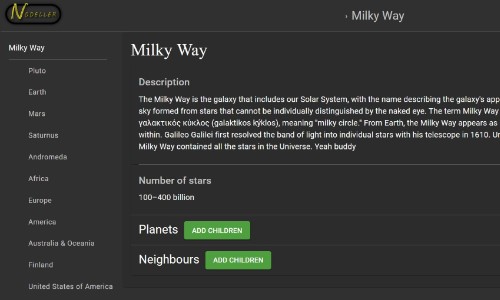 Nodeller
› Milky Way
Milky Way
Pluto
Earth
Mars
Saturnus
Andromeda
Africa
Europe
America
Australia & Oceania
Finland
United States of America
Milky Way
Description
The Milky Way is the galaxy that includes our Solar System, with the name describing the galaxy's app
sky formed from stars that cannot be individually distinguished by the naked eye. The term Milky Way
γαλακτικός κύκλος (galaktikos kýklos), meaning "milky circle." From Earth, the Milky Way appears as
within. Galileo Galilei first resolved the band of light into individual stars with his telescope in 1610. Un
Milky Way contained all the stars in the Universe. Yeah buddy
Number of stars
100–400 billion
Planets ADD CHILDREN
Neighbours ADD CHILDREN